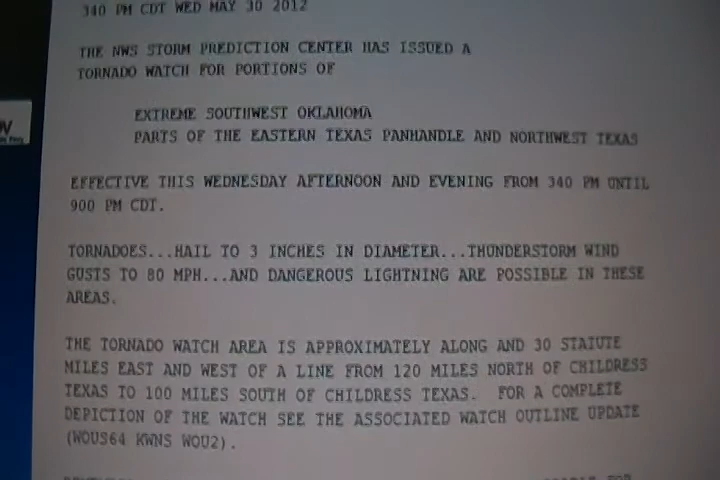 340 PM CDT WED MAY 30 2012
THE NWS STORM PREDICTION CENTER HAS ISSUED A
TORNADO WATCH FOR PORTIONS OF
EXTREME SOUTHWEST OKLAHOMA
PARTS OF THE EASTERN TEXAS PANHANDLE AND NORTHWEST TEXAS
EFFECTIVE THIS WEDNESDAY AFTERNOON AND EVENING FROM 340 PM UNTIL
900 PM CDT.
TORNADOES...HAIL TO 3 INCHES IN DIAMETER...THUNDERSTORM WIND
GUSTS TO 80 MPH...AND DANGEROUS LIGHTNING ARE POSSIBLE IN THESE
AREAS.
THE TORNADO WATCH AREA IS APPROXIMATELY ALONG AND 30 STATUTE
MILES EAST AND WEST OF A LINE FROM 120 MILES NORTH OF CHILDRESS
TEXAS TO 100 MILES SOUTH OF CHILDRESS TEXAS. FOR A COMPLETE
DEPICTION OF THE WATCH SEE THE ASSOCIATED WATCH OUTLINE UPDATE
(WOUS64 KWNS WOU2).